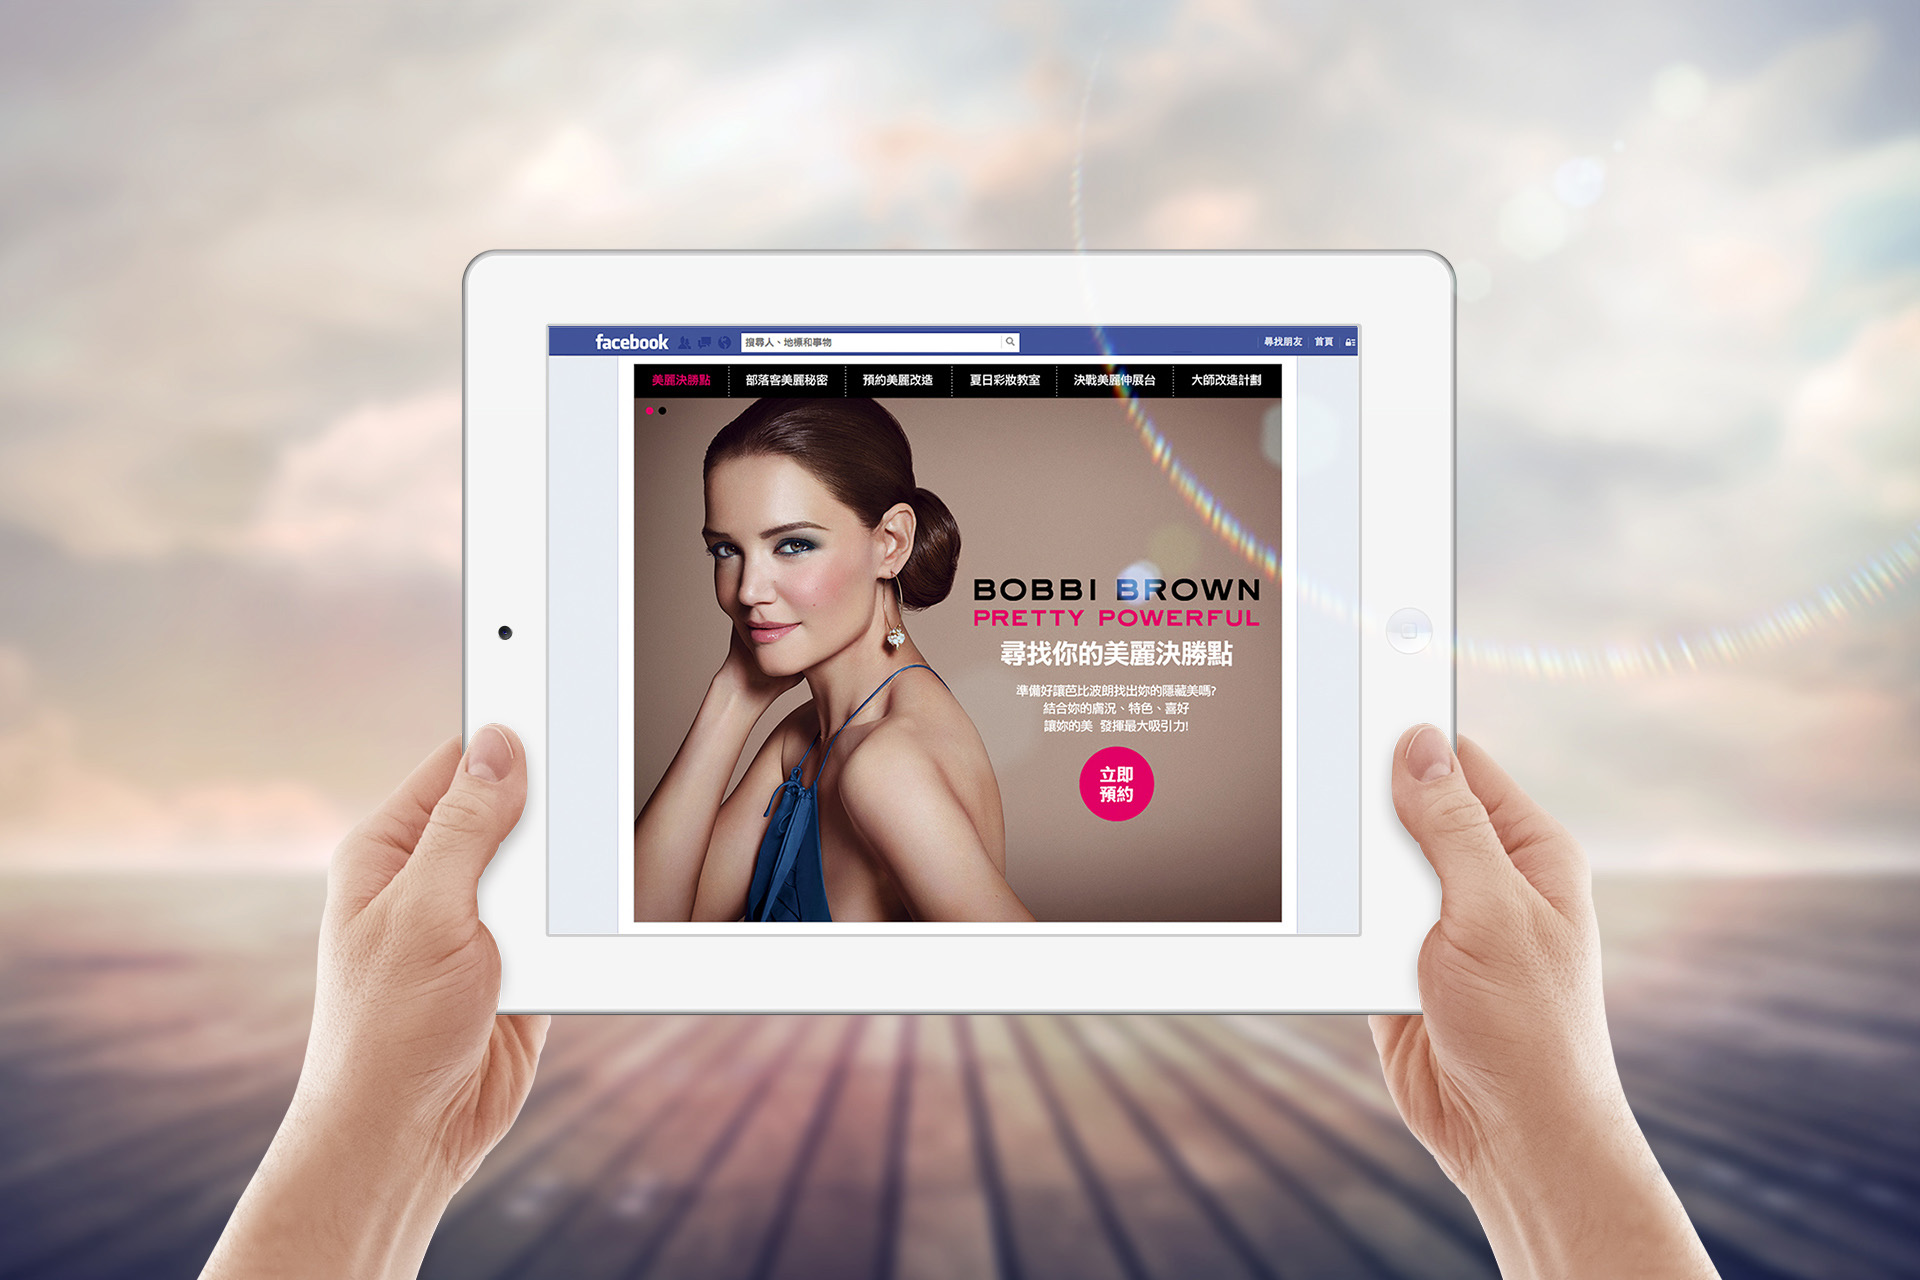 facebook
搜尋人、地標和事物
尋找朋友 首頁
美麗決勝點 部落客美麗秘密 預約美麗改造 夏日彩妝教室 決戰美麗伸展台 大師改造計劃
BOBBI BROWN
PRETTY POWERFUL
尋找你的美麗決勝點
準備好讓芭比波朗找出妳的隱藏美嗎?
結合妳的膚況、特色、喜好
讓妳的美 發揮最大吸引力!
立即
預約